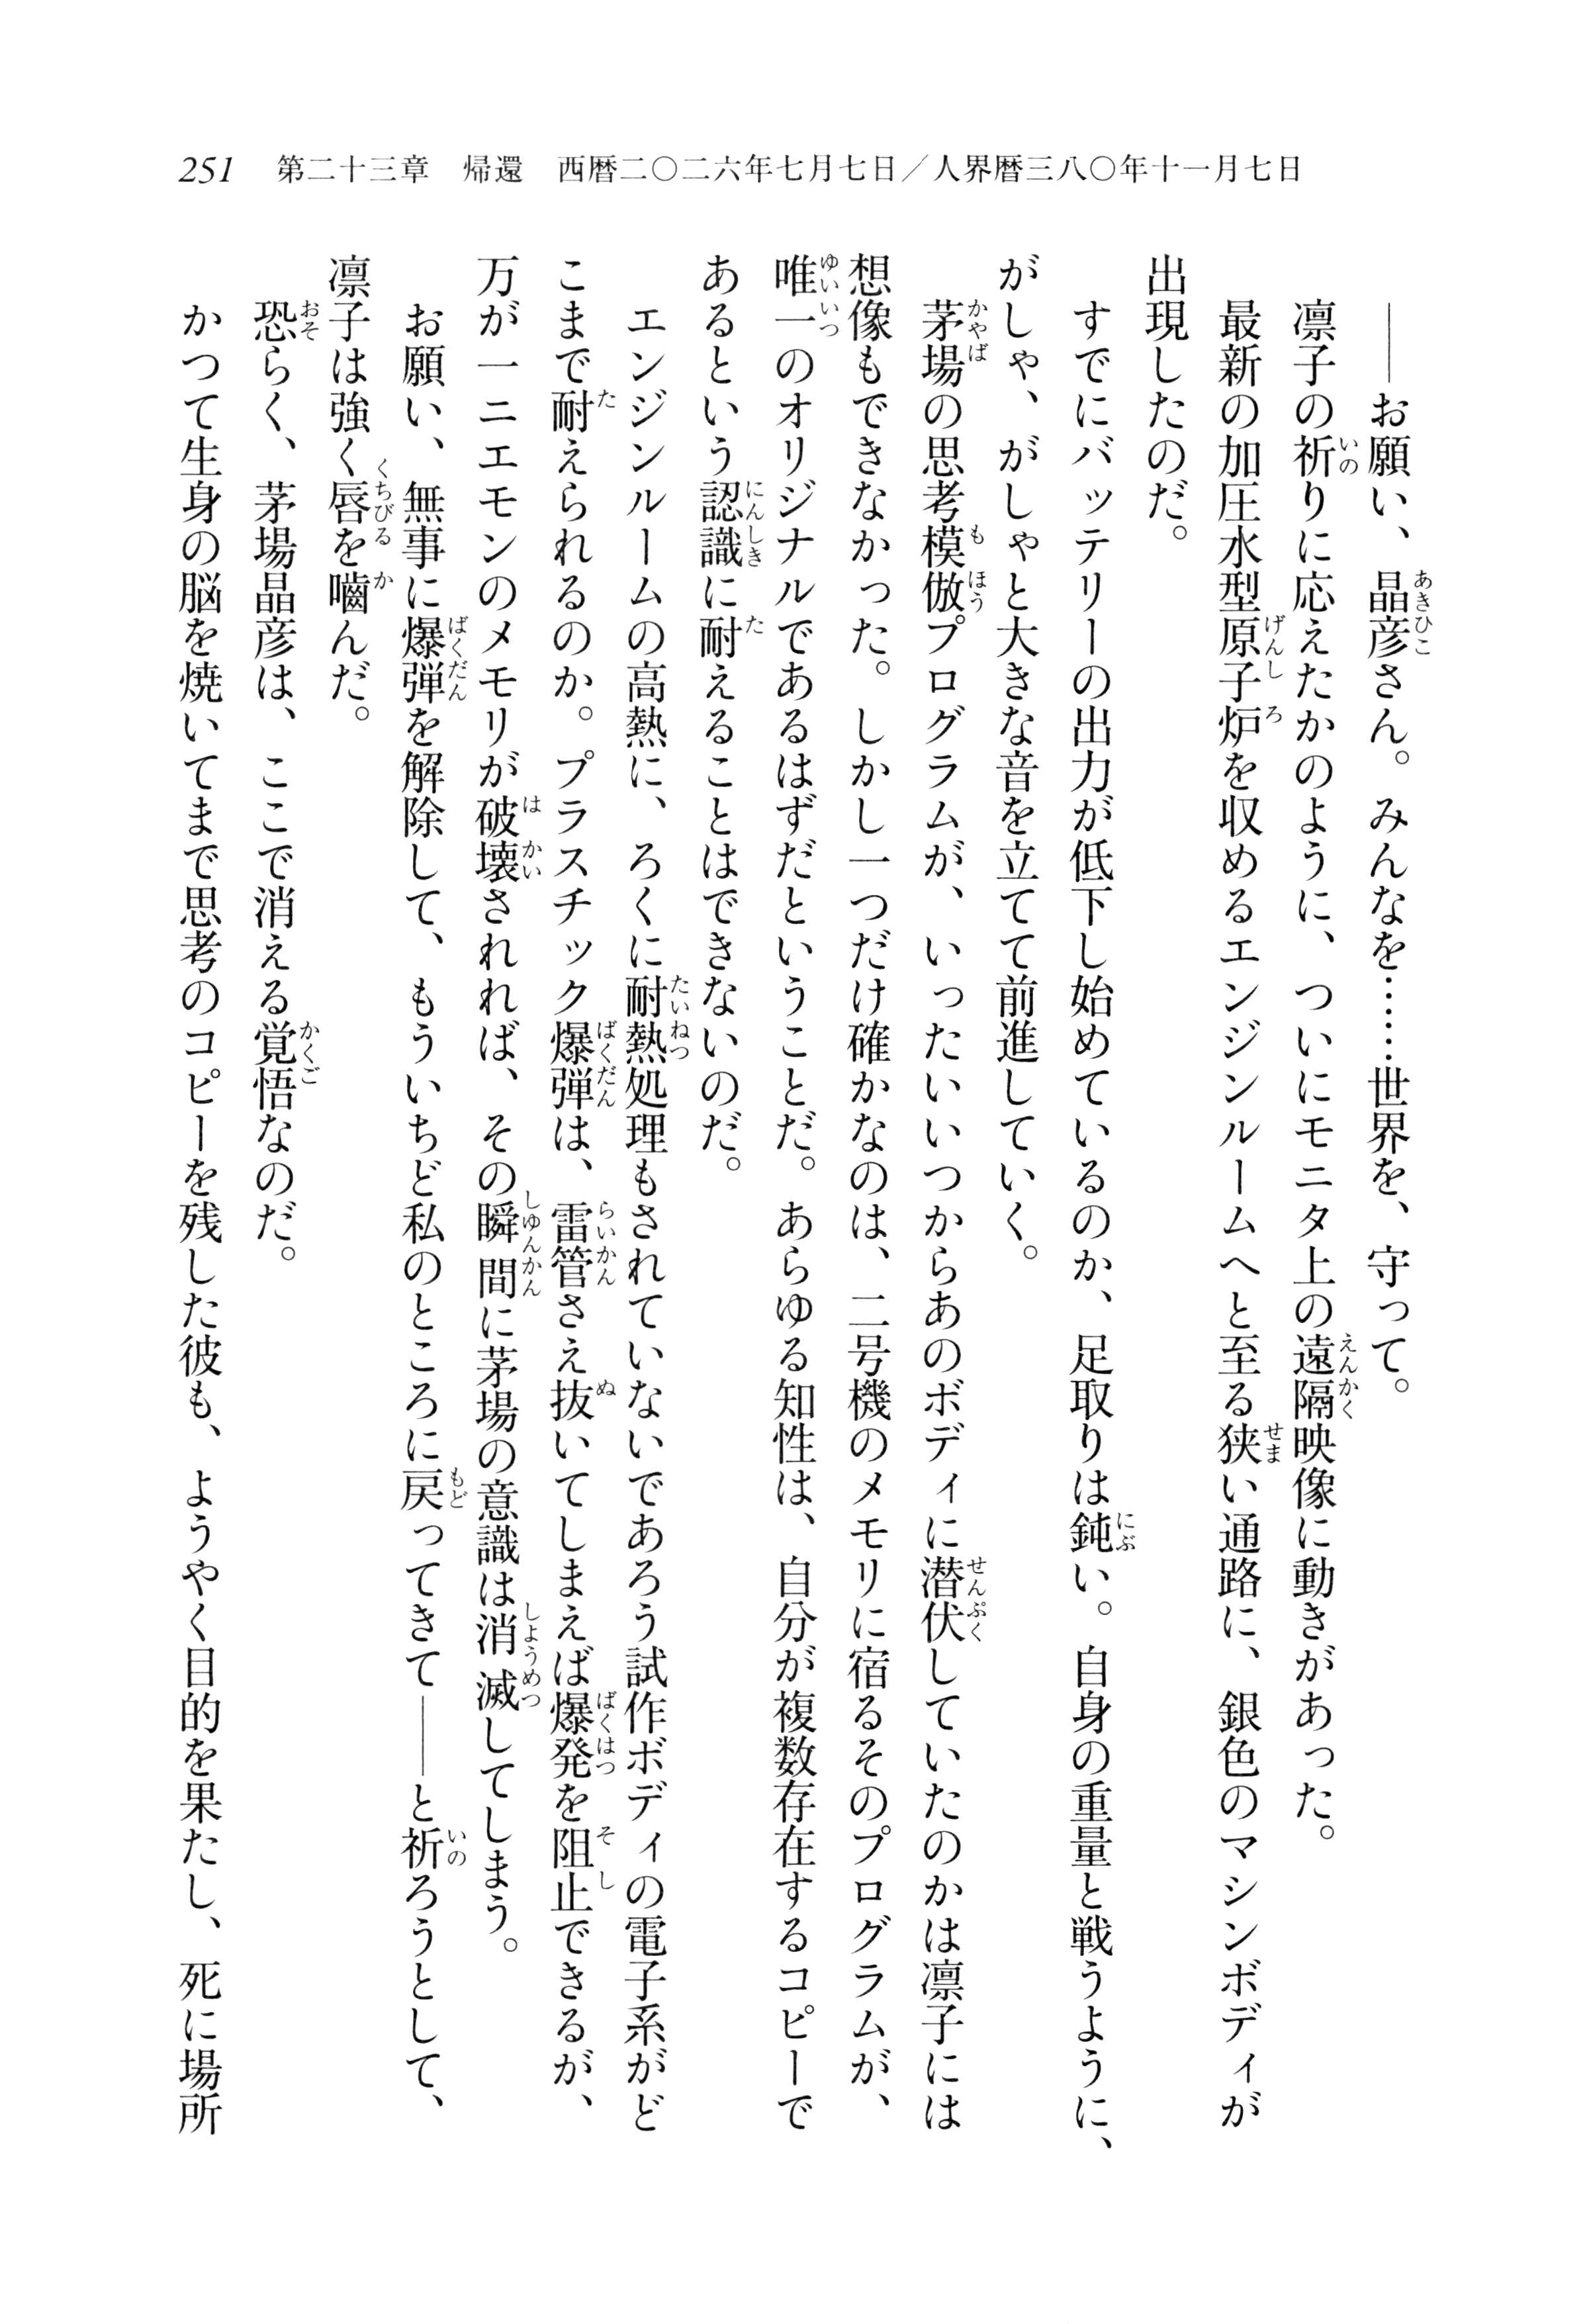 251　第二十三章　帰還　西暦二〇二六年七月七日／人界暦三八〇年十一月七日
――お願い、晶彦さん。みんなを……世界を、守って。
凛子の祈りに応えたかのように、ついにモニタ上の遠隔映像に動きがあった。
最新の加圧水型原子炉を収めるエンジンルームへと至る狭い通路に、銀色のマシンボディが
出現したのだ。
すでにバッテリーの出力が低下し始めているのか、足取りは鈍い。自身の重量と戦うように、
がしゃ、がしゃと大きな音を立てて前進していく。
茅場の思考模倣プログラムが、いったいいつからあのボディに潜伏していたのかは凛子には
想像もできなかった。しかし一つだけ確かなのは、二号機のメモリに宿るそのプログラムが、
唯一のオリジナルであるはずだということだ。あらゆる知性は、自分が複数存在するコピーで
あるという認識に耐えることはできないのだ。
エンジンルームの高熱に、ろくに耐熱処理もされていないであろう試作ボディの電子系がど
こまで耐えられるのか。プラスチック爆弾は、雷管さえ抜いてしまえば爆発を阻止できるが、
万が一ニエモンのメモリが破壊されれば、その瞬間に茅場の意識は消滅してしまう。
お願い、無事に爆弾を解除して、もういちど私のところに戻ってきて――と祈ろうとして、
凛子は強く唇を嚙んだ。
恐らく、茅場晶彦は、ここで消える覚悟なのだ。
かつて生身の脳を焼いてまで思考のコピーを残した彼も、ようやく目的を果たし、死に場所